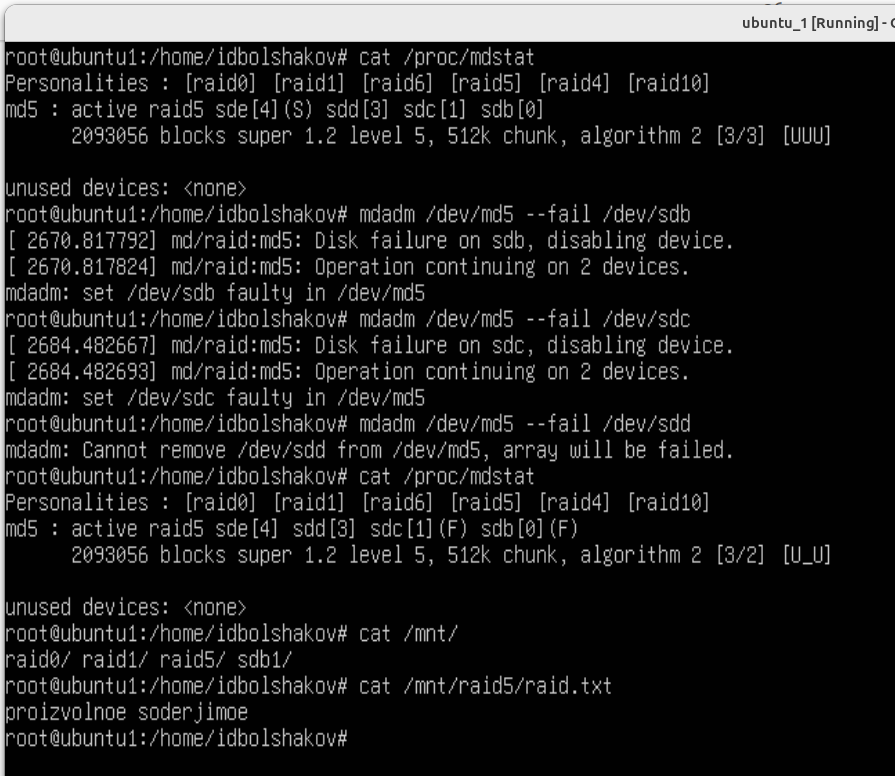 ubuntu_1 [Running] -
root@ubuntu1:/home/idbolshakov# cat /proc/mdstat
Personalities : [raid0] [raid1] [raid6] [raid5] [raid4] [raid10]
md5 : active raid5 sde[4](S) sdd[3] sdc[1] sdb[0]
      2093056 blocks super 1.2 level 5, 512k chunk, algorithm 2 [3/3] [UUU]
unused devices: <none>
root@ubuntu1:/home/idbolshakov# mdadm /dev/md5 --fail /dev/sdb
[ 2670.817792] md/raid:md5: Disk failure on sdb, disabling device.
[ 2670.817824] md/raid:md5: Operation continuing on 2 devices.
mdadm: set /dev/sdb faulty in /dev/md5
root@ubuntu1:/home/idbolshakov# mdadm /dev/md5 --fail /dev/sdc
[ 2684.482667] md/raid:md5: Disk failure on sdc, disabling device.
[ 2684.482693] md/raid:md5: Operation continuing on 2 devices.
mdadm: set /dev/sdc faulty in /dev/md5
root@ubuntu1:/home/idbolshakov# mdadm /dev/md5 --fail /dev/sdd
mdadm: Cannot remove /dev/sdd from /dev/md5, array will be failed.
root@ubuntu1:/home/idbolshakov# cat /proc/mdstat
Personalities : [raid0] [raid1] [raid6] [raid5] [raid4] [raid10]
md5 : active raid5 sde[4] sdd[3] sdc[1](F) sdb[0](F)
      2093056 blocks super 1.2 level 5, 512k chunk, algorithm 2 [3/2] [U_U]
unused devices: <none>
root@ubuntu1:/home/idbolshakov# cat /mnt/
raid0/ raid1/ raid5/ sdb1/
root@ubuntu1:/home/idbolshakov# cat /mnt/raid5/raid.txt
proizvolnoe soderjimoe
root@ubuntu1:/home/idbolshakov#